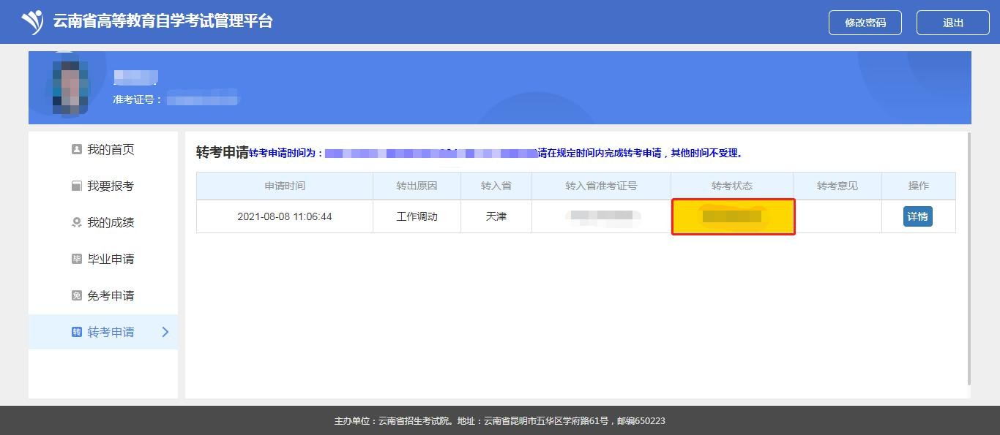 云南省高等教育自学考试管理平台
修改密码
退出
准考证号：
我的首页
我要报考
我的成绩
毕 毕业申请
免 免考申请
转 转考申请
转考申请转考申请时间为：
请在规定时间内完成转考申请，其他时间不受理。
申请时间 转出原因 转入省 转入省准考证号 转考状态 转考意见 操作
2021-08-08 11:06:44 工作调动 天津 详情
主办单位：云南省招生考试院。地址：云南省昆明市五华区学府路61号，邮编650223